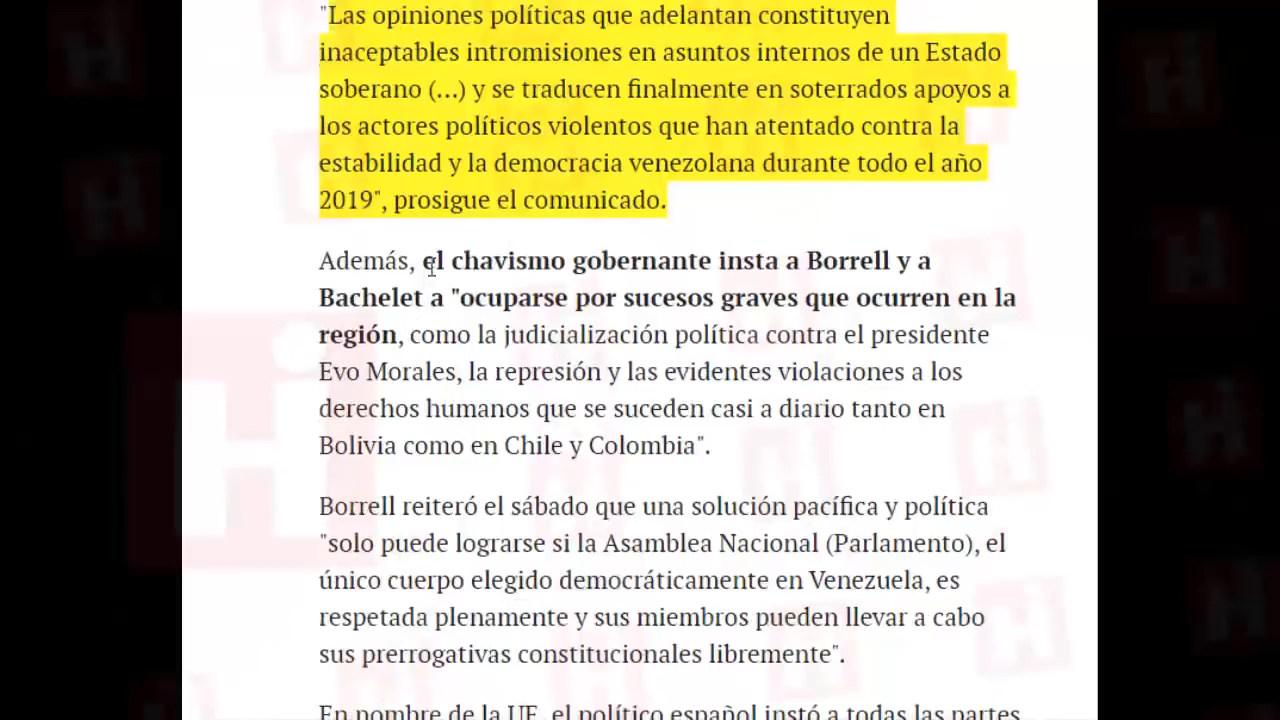 "Las opiniones políticas que adelantan constituyen
inaceptables intromisiones en asuntos internos de un Estado
soberano (...) y se traducen finalmente en soterrados apoyos a
los actores políticos violentos que han atentado contra la
estabilidad y la democracia venezolana durante todo el año
2019", prosigue el comunicado.
Además, el chavismo gobernante insta a Borrell y a
Bachelet a "ocuparse por sucesos graves que ocurren en la
región, como la judicialización política contra el presidente
Evo Morales, la represión y las evidentes violaciones a los
derechos humanos que se suceden casi a diario tanto en
Bolivia como en Chile y Colombia".
Borrell reiteró el sábado que una solución pacífica y política
"solo puede lograrse si la Asamblea Nacional (Parlamento), el
único cuerpo elegido democráticamente en Venezuela, es
respetada plenamente y sus miembros pueden llevar a cabo
sus prerrogativas constitucionales libremente".
En nombre de la UE, el político español instó a todas las partes